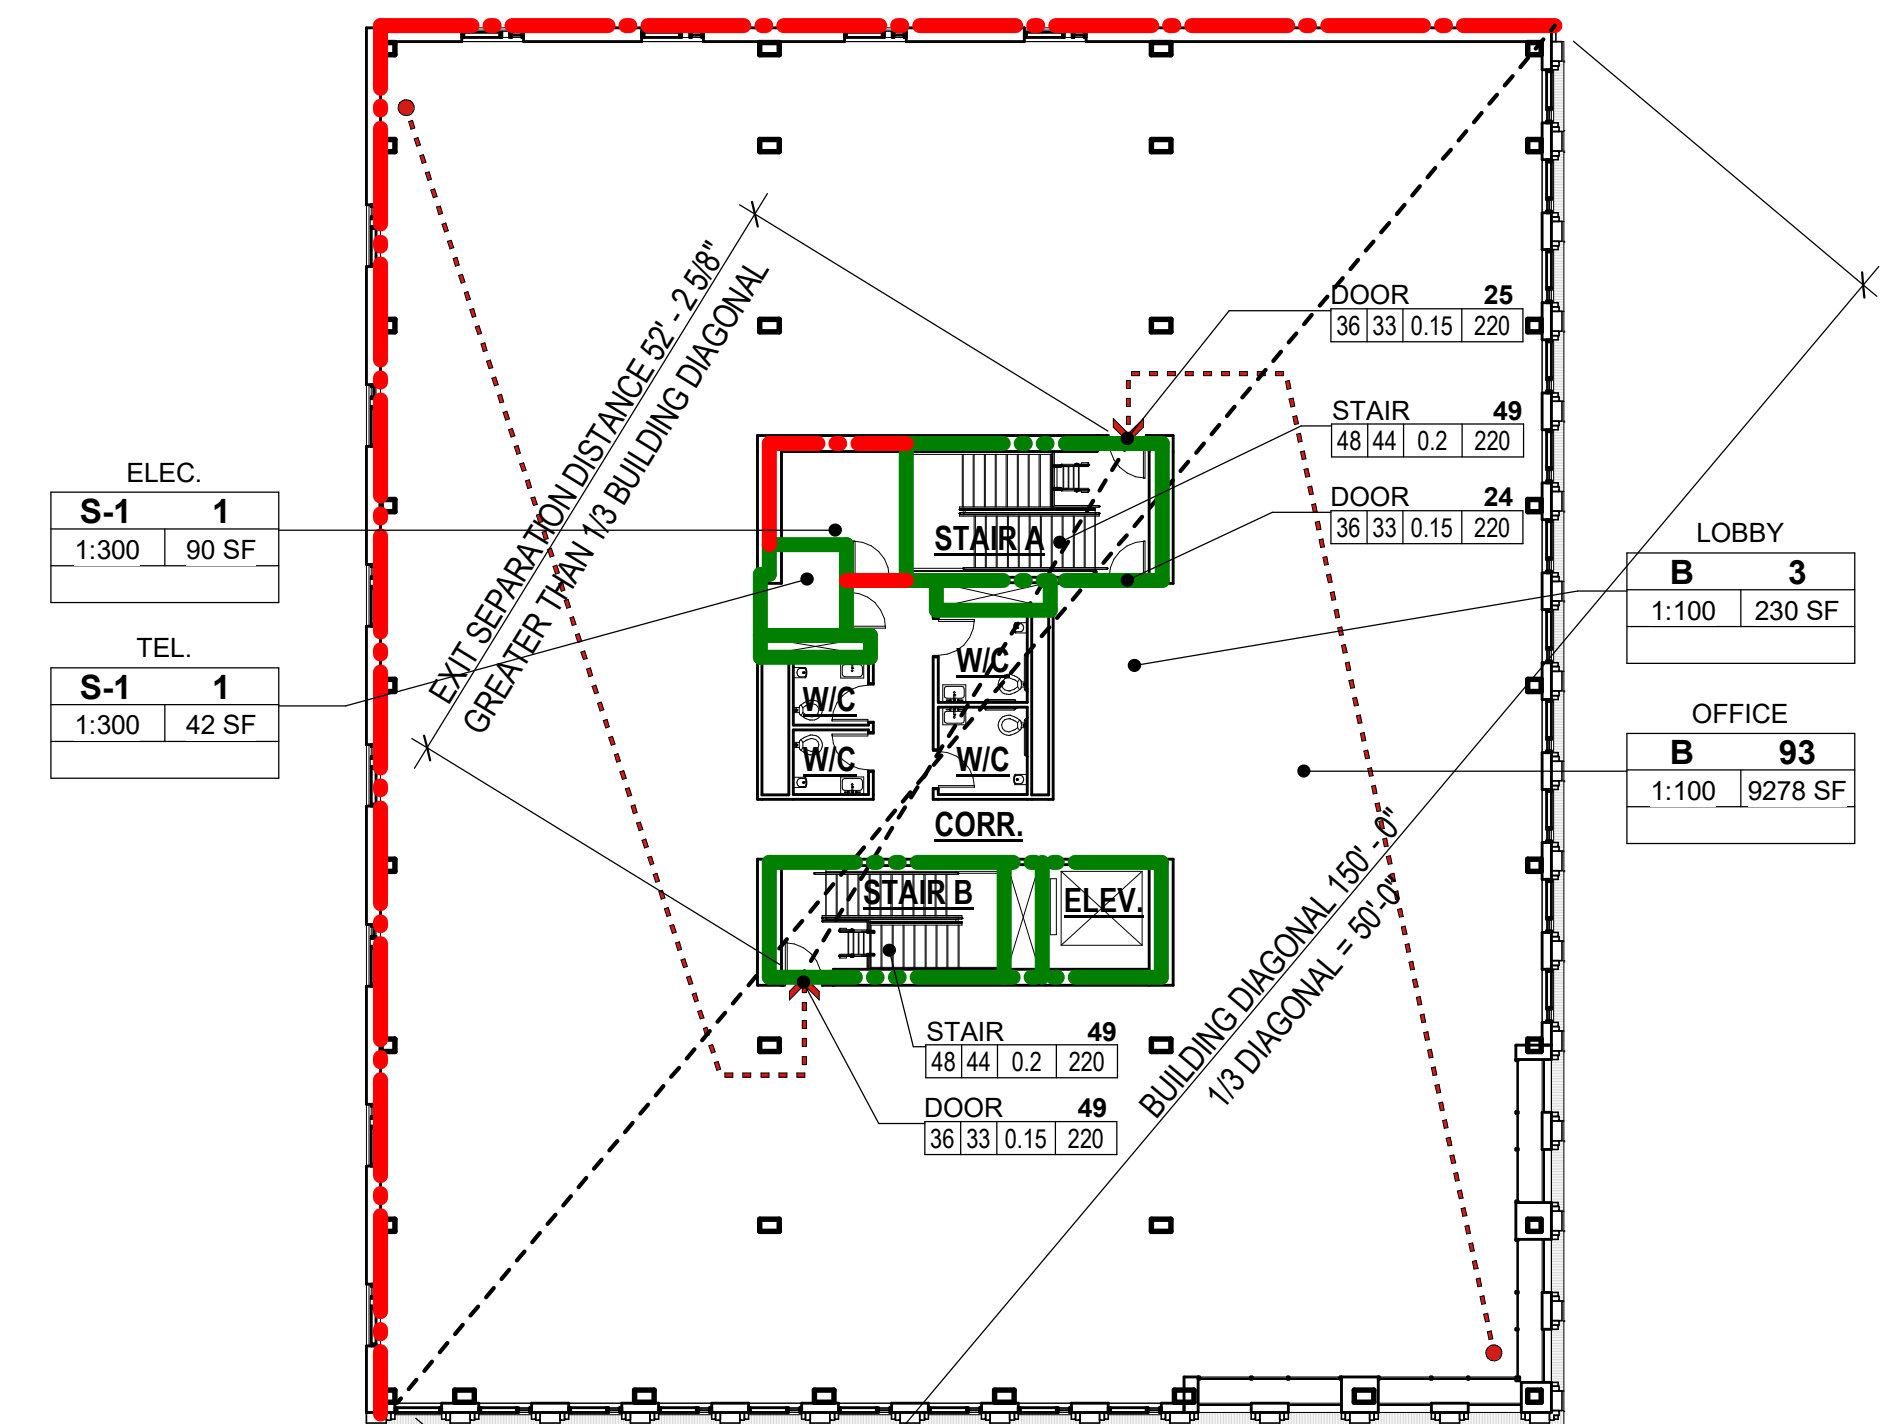 EXIT SEPARATION DISTANCE 52' - 2 5/8"
GREATER THAN 1/3 BUILDING DIAGONAL
DOOR 25
36 33 0.15 220
STAIR 49
48 44 0.2 220
DOOR 24
36 33 0.15 220
ELEC.
S-1 1
1:300 90 SF
TEL.
S-1 1
1:300 42 SF
LOBBY
B 3
1:100 230 SF
OFFICE
B 93
1:100 9278 SF
STAIR A
W/C
W/C
W/C
W/C
CORR.
STAIR B
ELEV.
BUILDING DIAGONAL 150' - 0"
1/3 DIAGONAL = 50'-0"
STAIR 49
48 44 0.2 220
DOOR 49
36 33 0.15 220